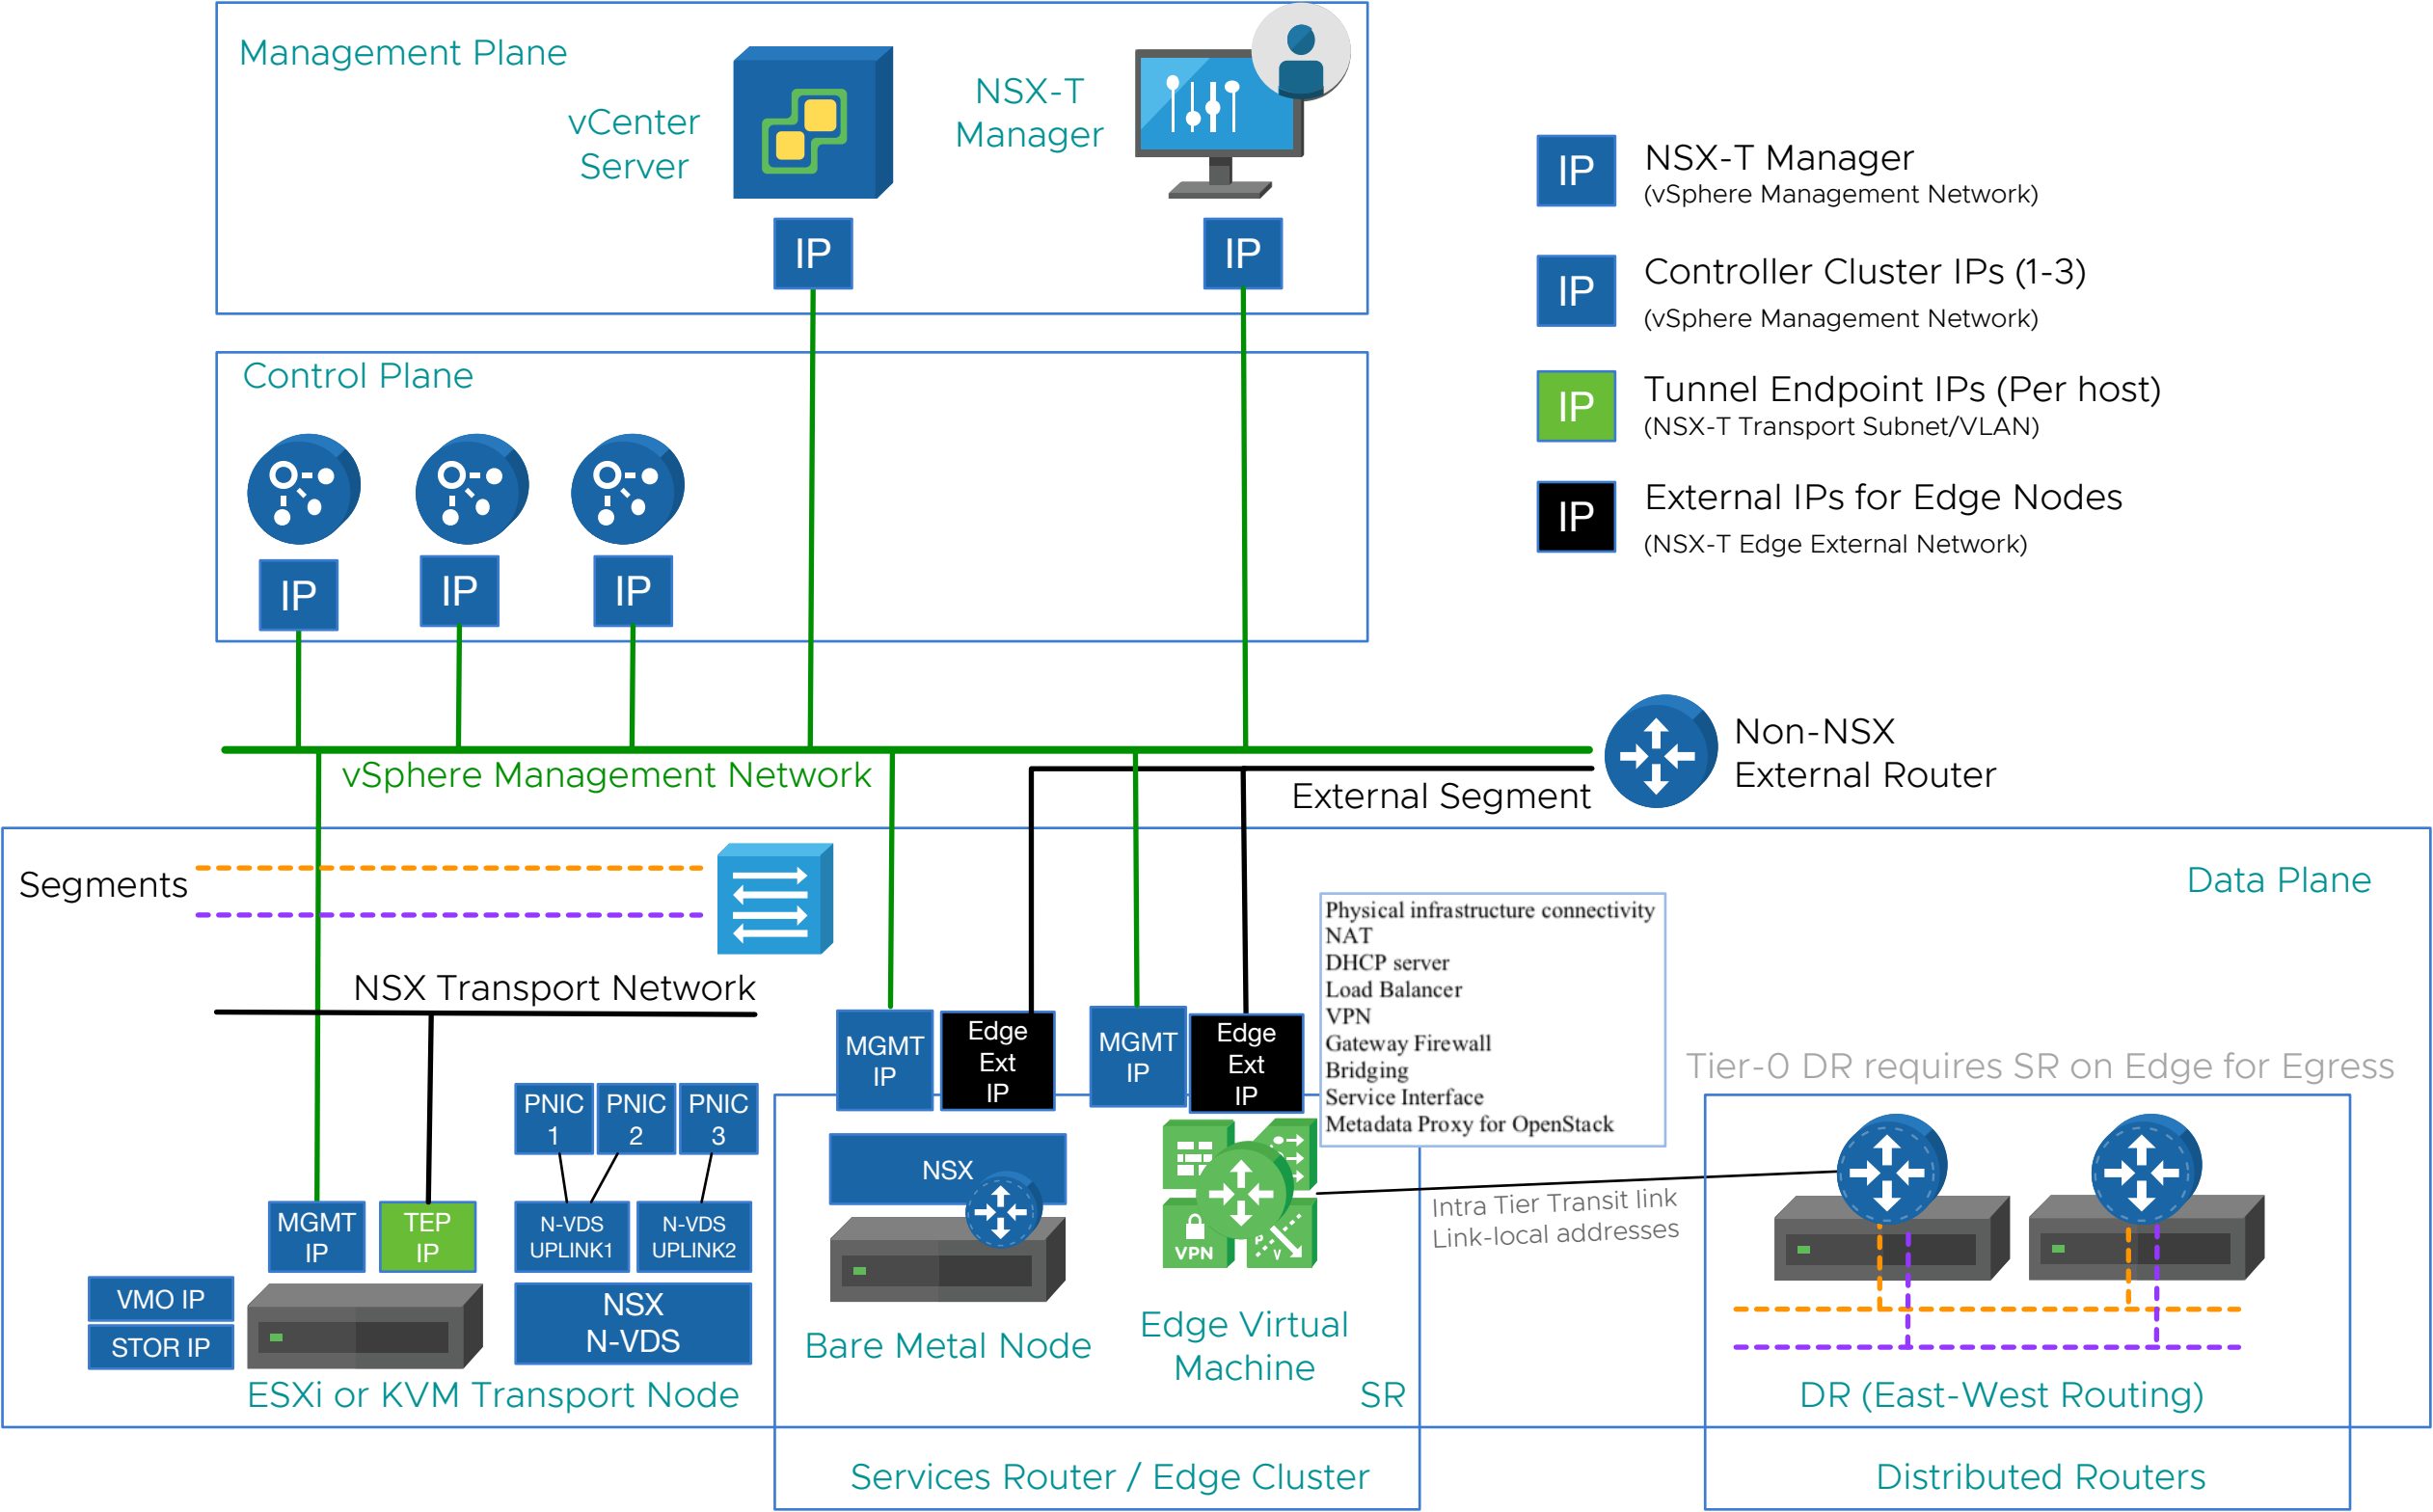 Management Plane
vCenter
Server
NSX-T
Manager
IP
IP
IP
NSX-T Manager
(vSphere Management Network)
IP
Controller Cluster IPs (1-3)
(vSphere Management Network)
IP
Tunnel Endpoint IPs (Per host)
(NSX-T Transport Subnet/VLAN)
IP
External IPs for Edge Nodes
(NSX-T Edge External Network)
Control Plane
IP
IP
IP
vSphere Management Network
External Segment
Non-NSX
External Router
Data Plane
Segments
NSX Transport Network
PNIC
1
PNIC
2
PNIC
3
MGMT
IP
TEP
IP
N-VDS
UPLINK1
N-VDS
UPLINK2
VMO IP
STOR IP
NSX
N-VDS
ESXi or KVM Transport Node
MGMT
IP
Edge
Ext
IP
MGMT
IP
Edge
Ext
IP
Physical infrastructure connectivity
NAT
DHCP server
Load Balancer
VPN
Gateway Firewall
Bridging
Service Interface
Metadata Proxy for OpenStack
NSX
VPN
P
V
Bare Metal Node
Edge Virtual
Machine
SR
Services Router / Edge Cluster
Intra Tier Transit link
Link-local addresses
Tier-0 DR requires SR on Edge for Egress
DR (East-West Routing)
Distributed Routers